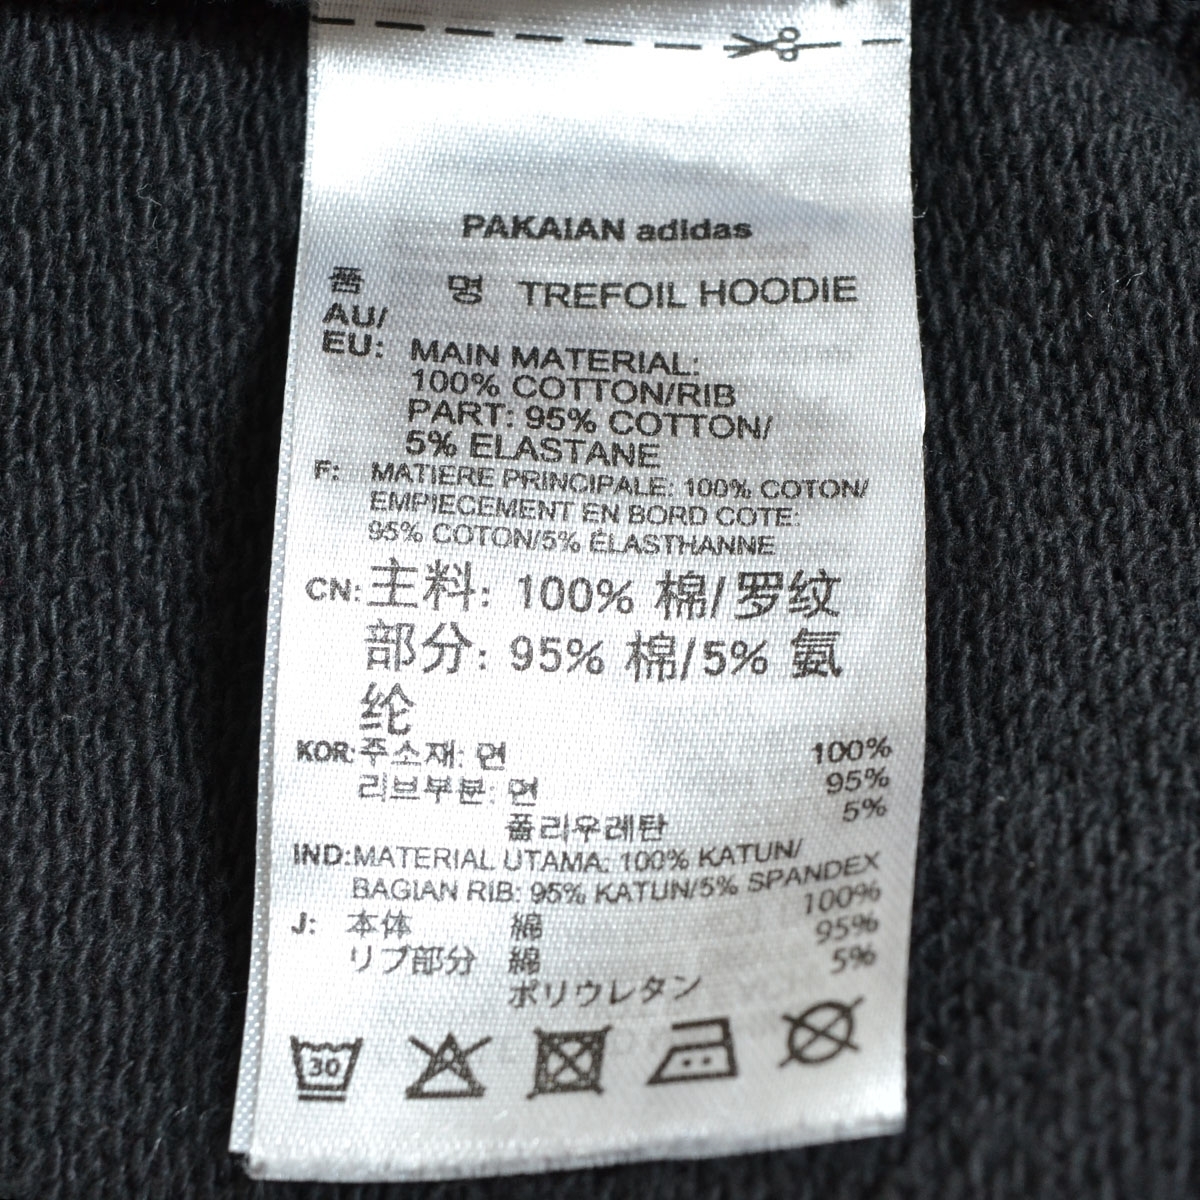 PAKAIAN adidas
품 명 TREFOIL HOODIE
AU/
EU: MAIN MATERIAL:
100% COTTON/RIB
PART: 95% COTTON/
5% ELASTANE
F: MATIERE PRINCIPALE: 100% COTON/
EMPIECEMENT EN BORD COTE:
95% COTON/5% ÉLASTHANNE
CN: 主料: 100% 棉/罗纹
部分: 95% 棉/5% 氨
纶
KOR: 주소재: 면 100%
리브부분: 면 95%
폴리우레탄 5%
IND: MATERIAL UTAMA: 100% KATUN/
BAGIAN RIB: 95% KATUN/5% SPANDEX
J: 本体 綿 100%
リブ部分 綿 95%
ポリウレタン 5%
30